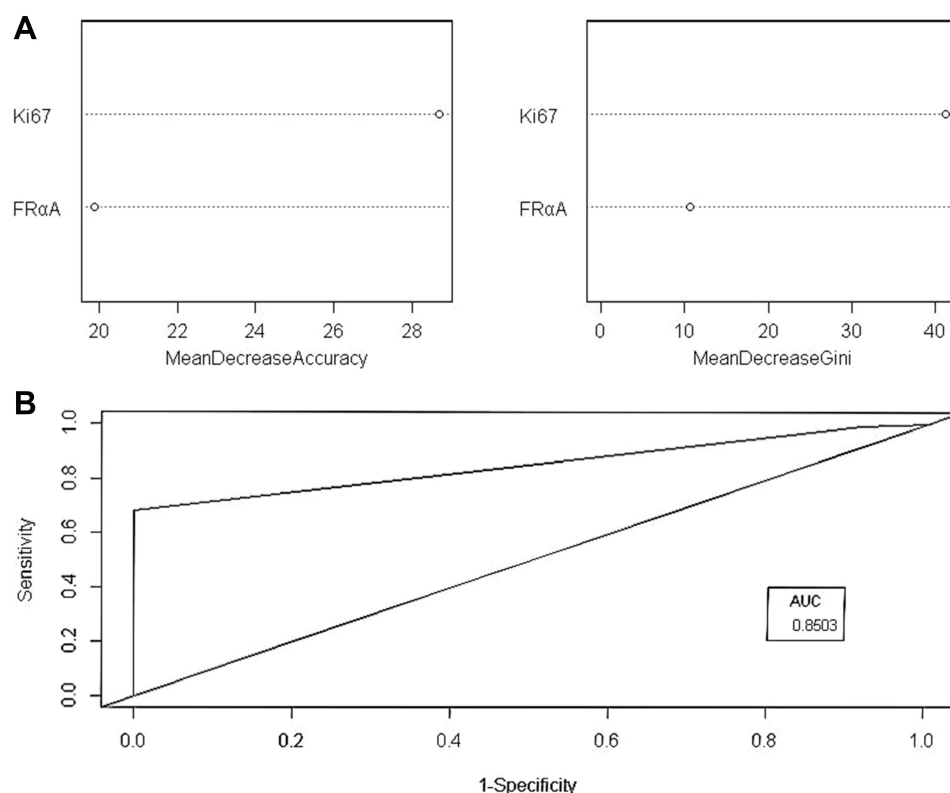 A
Ki67
FRαA
20 22 24 26 28
MeanDecreaseAccuracy
Ki67
FRαA
0 10 20 30 40
MeanDecreaseGini
B
1.0
0.8
0.6
0.4
0.2
0.0
Sensitivity
AUC
0.8503
0.0 0.2 0.4 0.6 0.8 1.0
1-Specificity